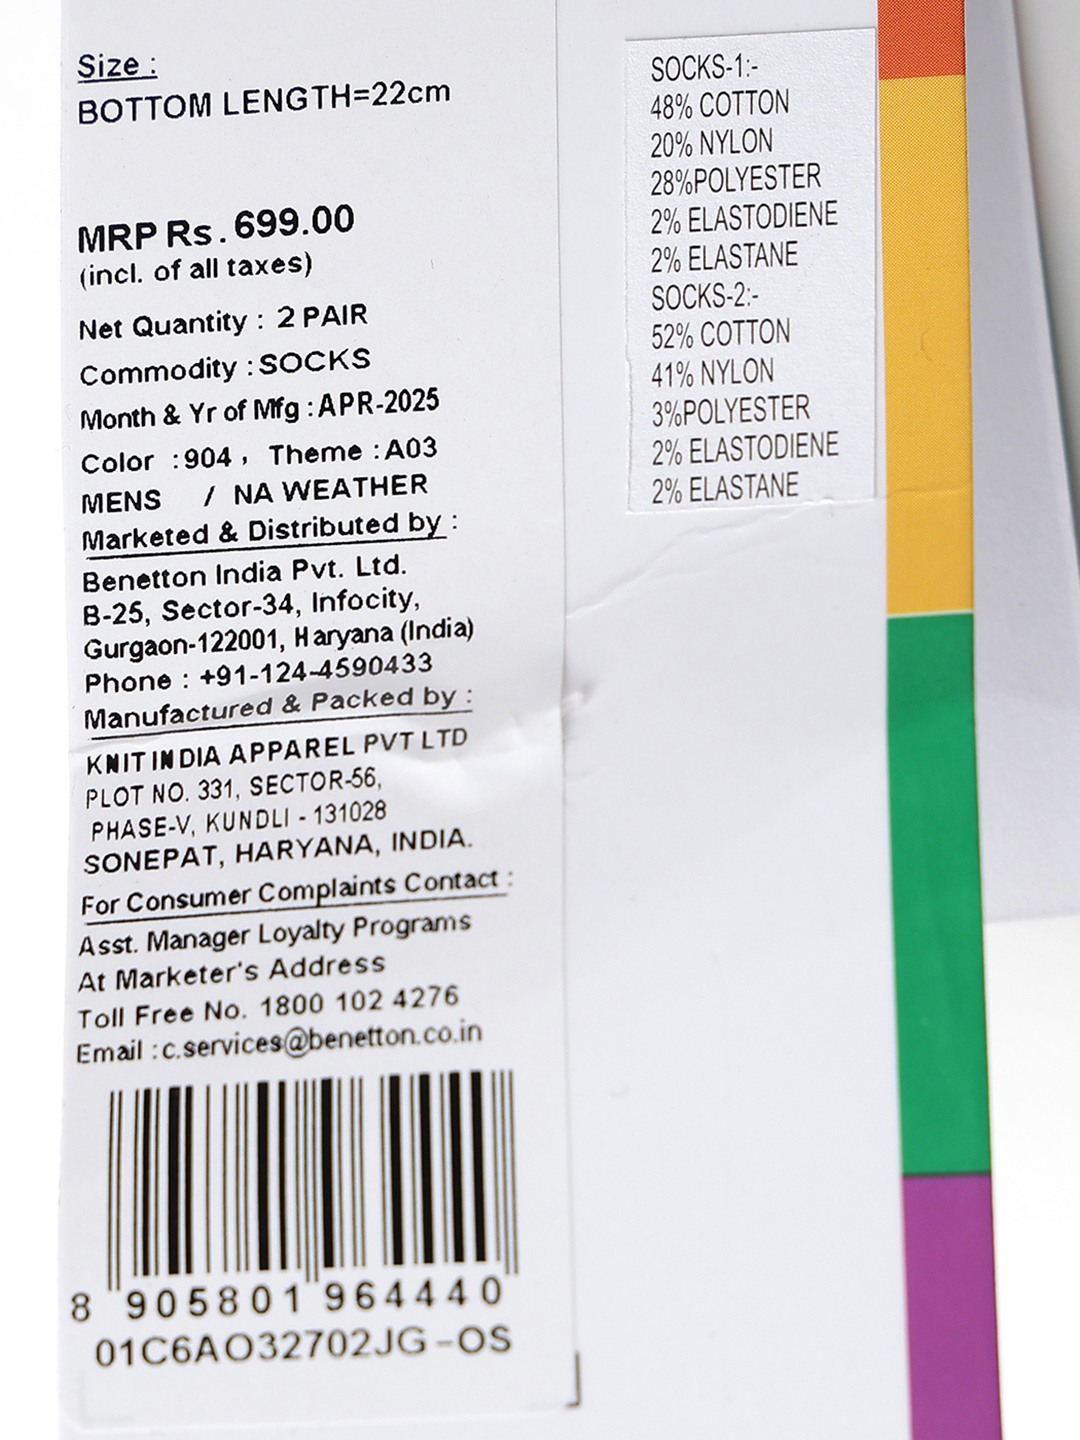 Size :
BOTTOM LENGTH=22cm
MRP Rs. 699.00
(incl. of all taxes)
Net Quantity : 2 PAIR
Commodity : SOCKS
Month & Yr of Mfg : APR-2025
Color : 904 , Theme : A03
MENS / NA WEATHER
Marketed & Distributed by :
Benetton India Pvt. Ltd.
B-25, Sector-34, Infocity,
Gurgaon-122001, Haryana (India)
Phone : +91-124-4590433
Manufactured & Packed by :
KNIT INDIA APPAREL PVT LTD
PLOT NO. 331, SECTOR-56,
PHASE-V, KUNDLI - 131028
SONEPAT, HARYANA, INDIA.
For Consumer Complaints Contact :
Asst. Manager Loyalty Programs
At Marketer's Address
Toll Free No. 1800 102 4276
Email : c.services@benetton.co.in
8 905801 964440
01C6AO32702JG-OS
SOCKS-1:-
48% COTTON
20% NYLON
28%POLYESTER
2% ELASTODIENE
2% ELASTANE
SOCKS-2:-
52% COTTON
41% NYLON
3%POLYESTER
2% ELASTODIENE
2% ELASTANE